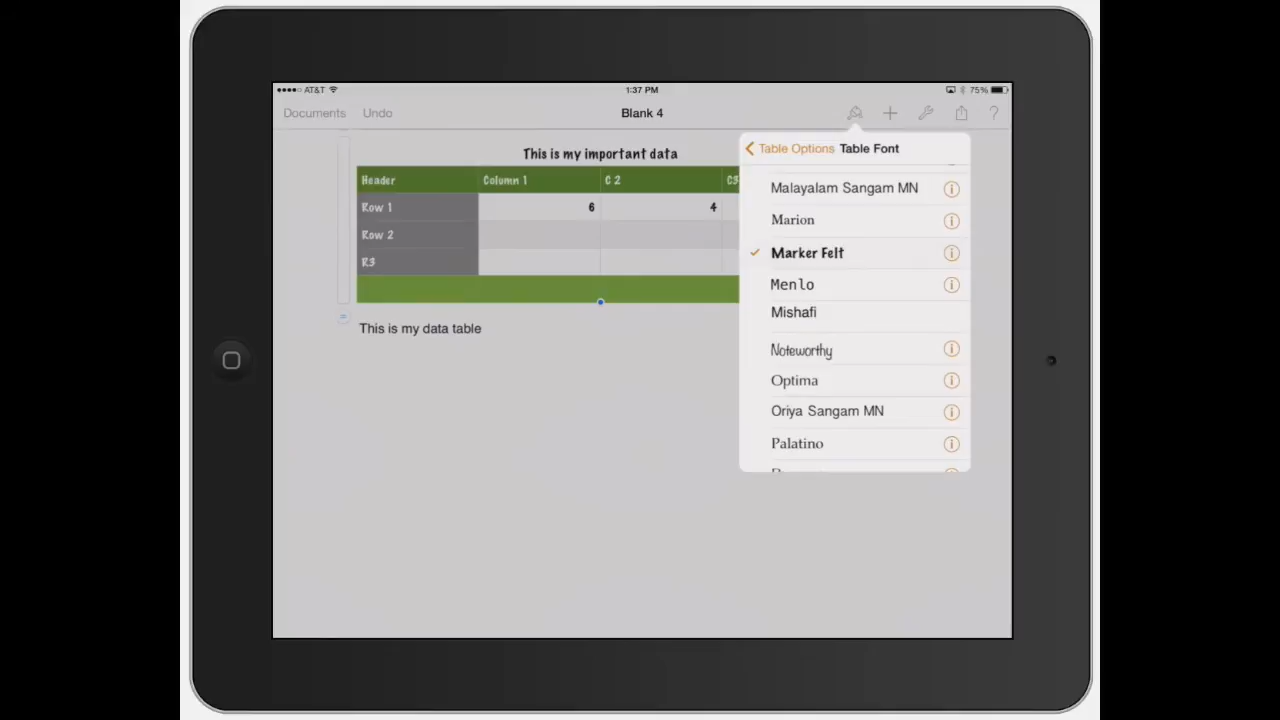 AT&T 1:37 PM 75%
Documents Undo Blank 4 ?
This is my important data
Header Column 1 C 2 C3
Row 1 6 4
Row 2
R3
This is my data table
Table Options Table Font
Malayalam Sangam MN
Marion
Marker Felt
Menlo
Mishafi
Noteworthy
Optima
Oriya Sangam MN
Palatino